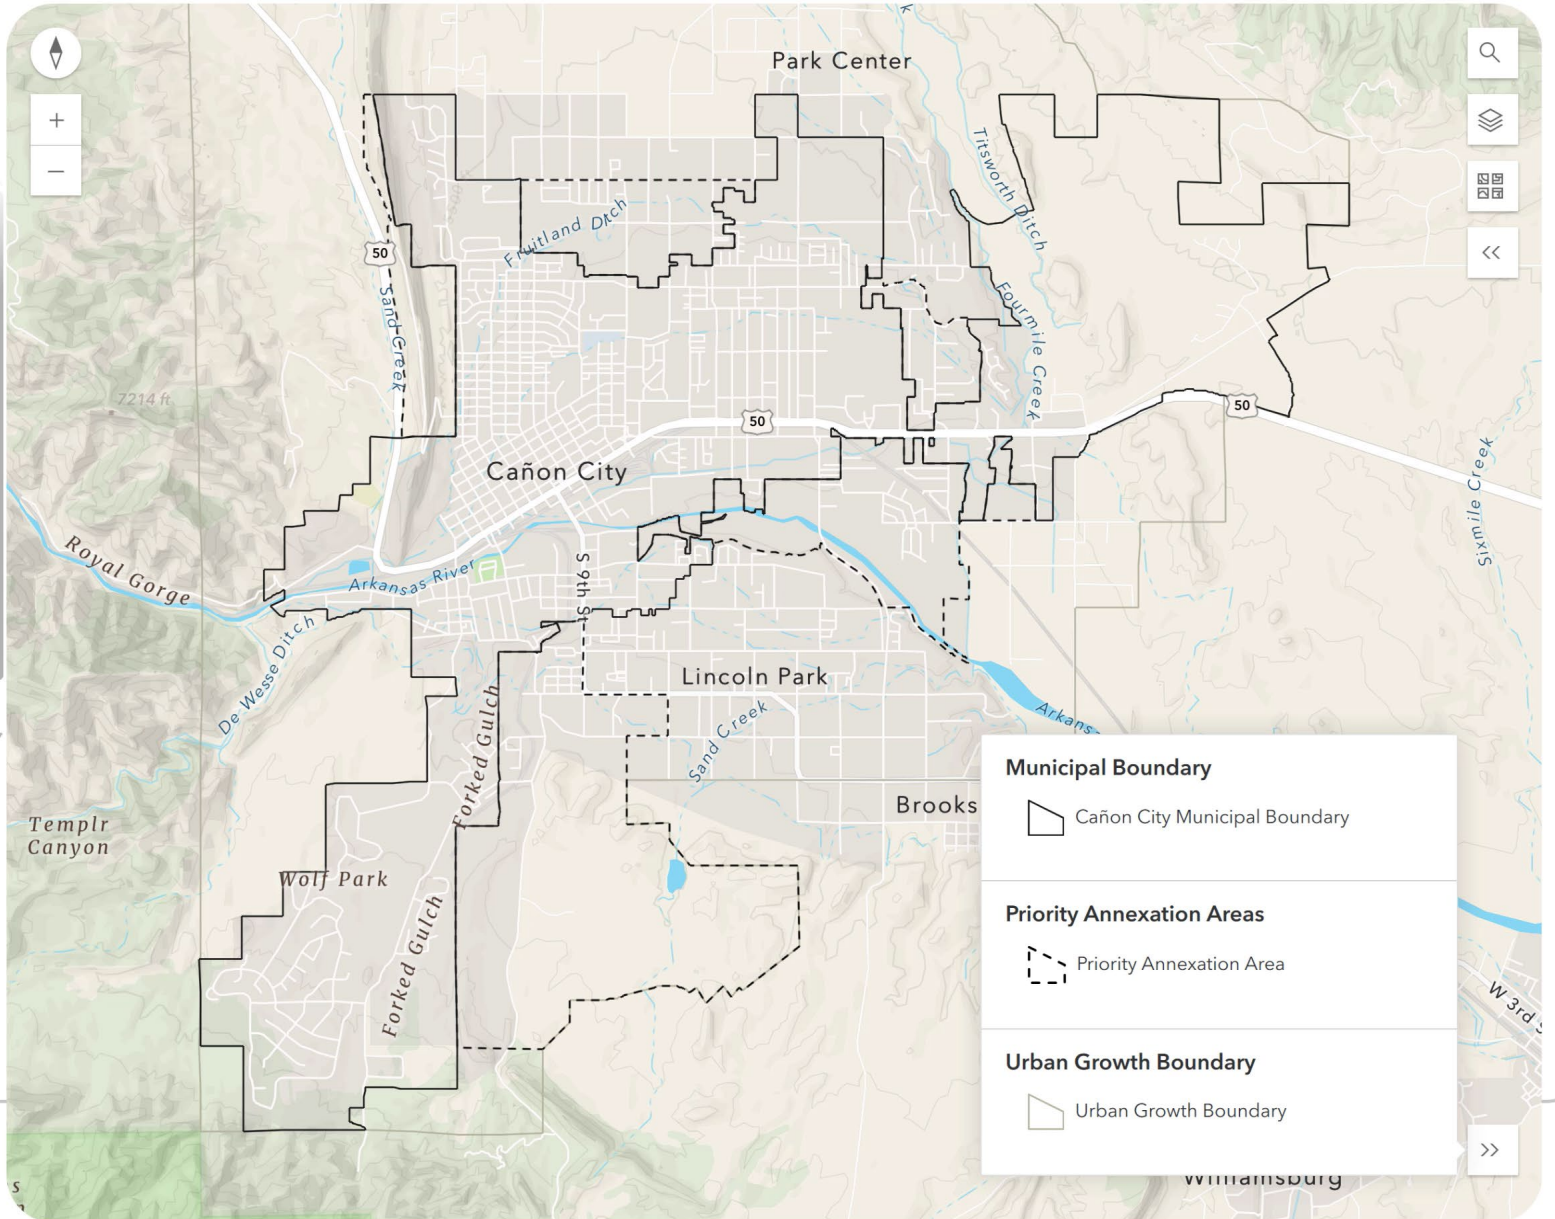 Park Center
Titsworth Ditch
Fruitland Ditch
50
Sand Creek
Fourmile Creek
7214 ft
50
50
Cañon City
Sixmile Creek
Royal Gorge
Arkansas River
S 9th St
De Wesse Ditch
Lincoln Park
Forked Gulch
Sand Creek
Arkans
Brooks
Templr
Canyon
Wolf Park
Forked Gulch
W 3rd S
Municipal Boundary
Cañon City Municipal Boundary
Priority Annexation Areas
Priority Annexation Area
Urban Growth Boundary
Urban Growth Boundary
Williamsburg